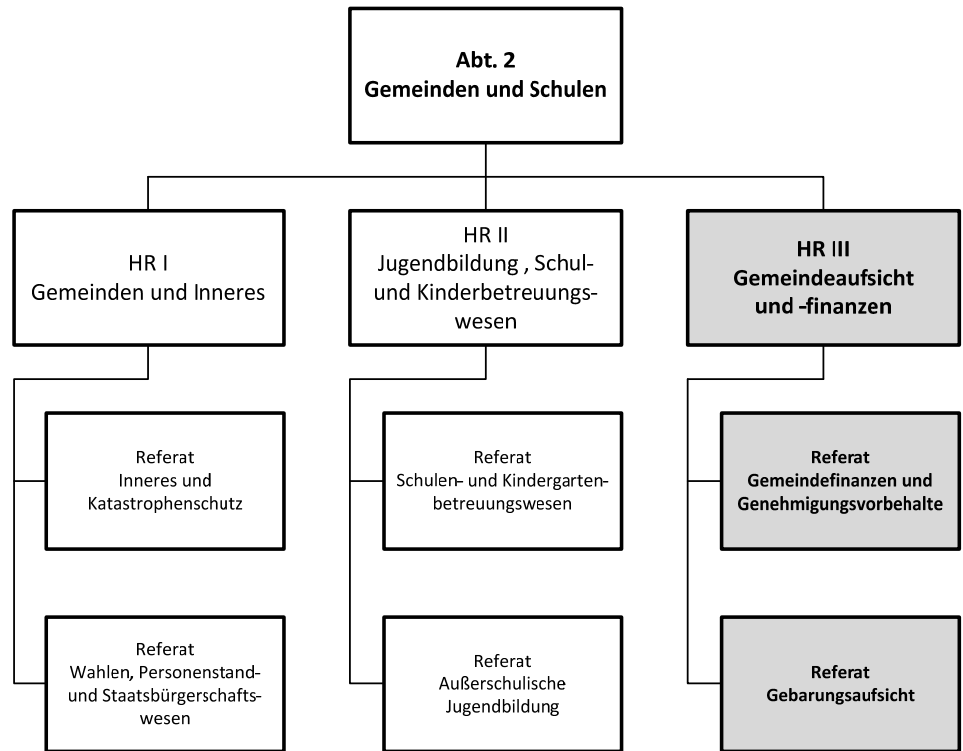 Abt. 2
Gemeinden und Schulen
HR I
Gemeinden und Inneres
HR II
Jugendbildung , Schul-
und Kinderbetreuungs-
wesen
HR III
Gemeindeaufsicht
und -finanzen
Referat
Inneres und
Katastrophenschutz
Referat
Schulen- und Kindergarten-
betreuungswesen
Referat
Gemeindefinanzen und
Genehmigungsvorbehalte
Referat
Wahlen, Personenstand-
und Staatsbürgerschafts-
wesen
Referat
Außerschulische
Jugendbildung
Referat
Gebarungsaufsicht